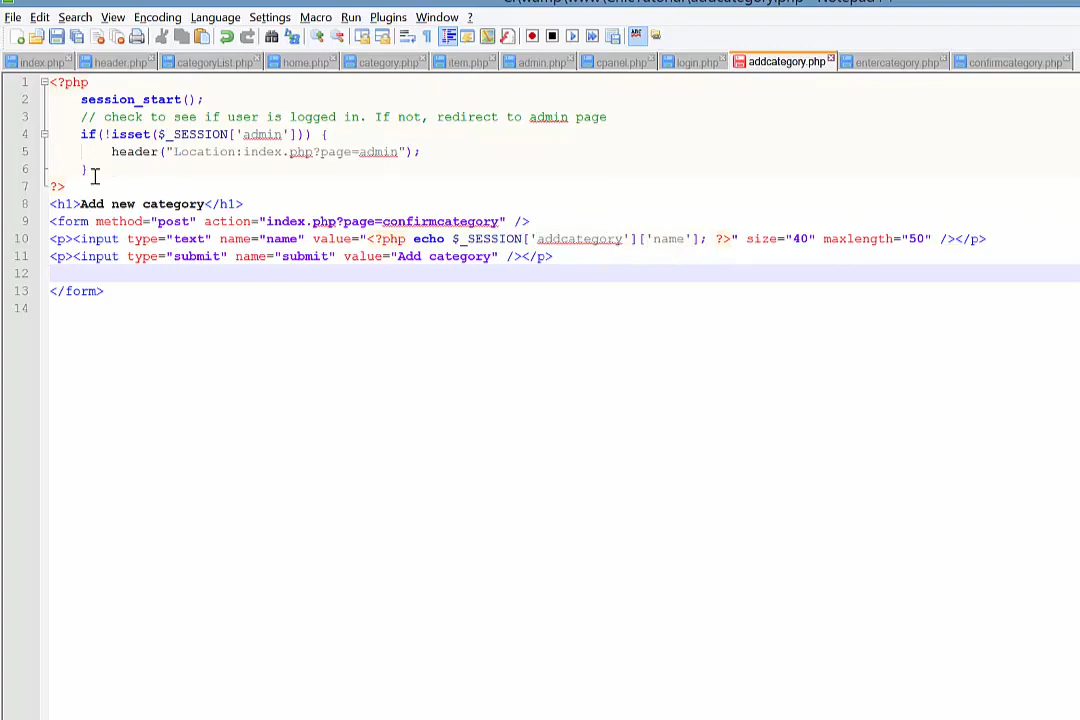 File Edit Search View Encoding Language Settings Macro Run Plugins Window ?
index.php header.php categoryList.php home.php category.php item.php admin.php cpanel.php login.php addcategory.php entercategory.php confirmcategory.php
1 <?php
2 session_start();
3 // check to see if user is logged in. If not, redirect to admin page
4 if(!isset($_SESSION['admin'])) {
5 header("Location:index.php?page=admin");
6 }
7 ?>
8 <h1>Add new category</h1>
9 <form method="post" action="index.php?page=confirmcategory" />
10 <p><input type="text" name="name" value="<?php echo $_SESSION['addcategory']['name']; ?>" size="40" maxlength="50" /></p>
11 <p><input type="submit" name="submit" value="Add category" /></p>
12
13 </form>
14